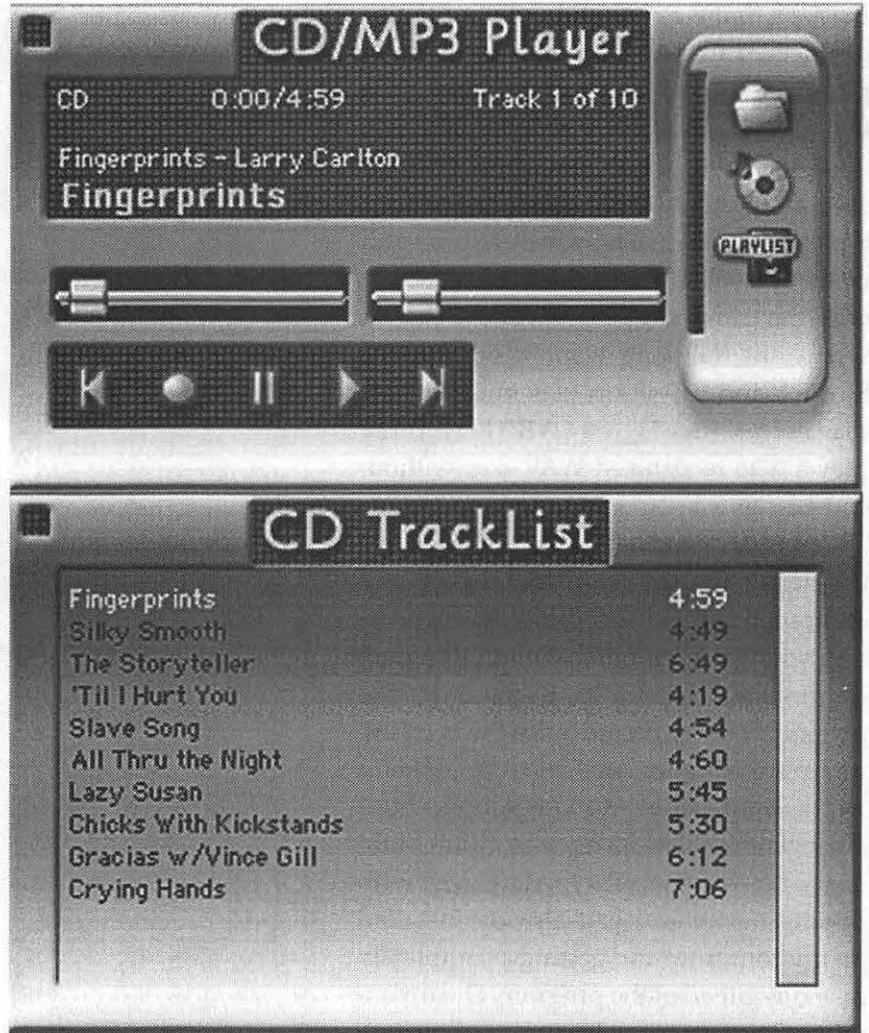 CD/MP3 Player
CD 0:00/4:59 Track 1 of 10
Fingerprints - Larry Carlton
Fingerprints
PLAYLIST
CD TrackList
Fingerprints 4:59
Silky Smooth 4:49
The Storyteller 6:49
'Til I Hurt You 4:19
Slave Song 4:54
All Thru the Night 4:60
Lazy Susan 5:45
Chicks With Kickstands 5:30
Gracias w/Vince Gill 6:12
Crying Hands 7:06